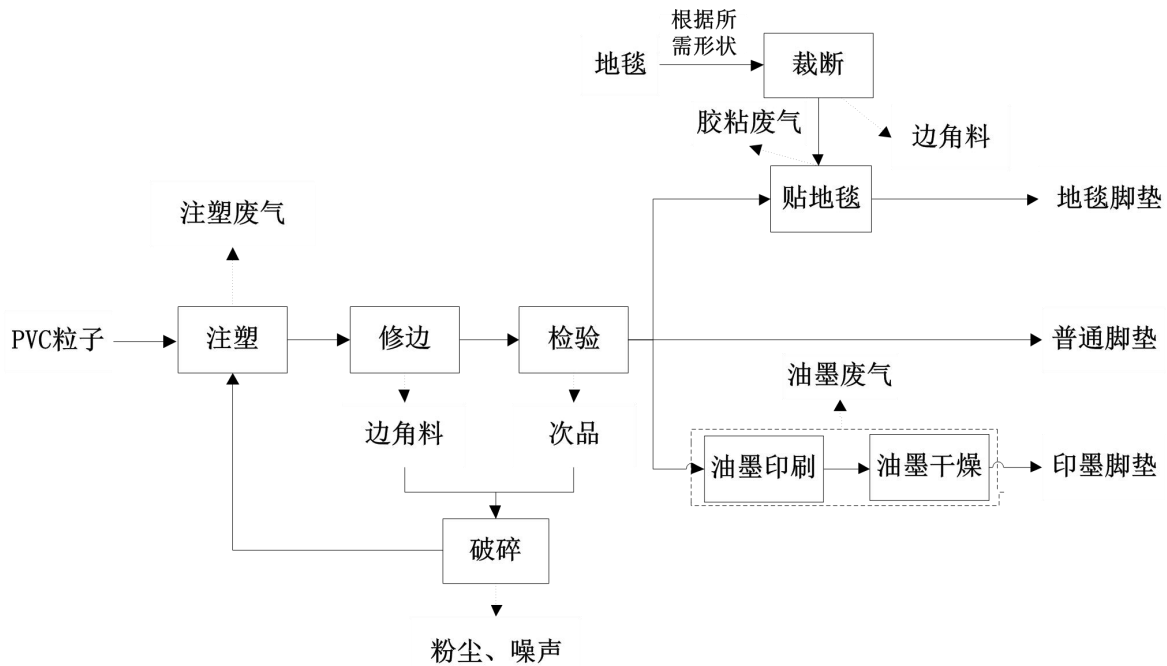 根据所
需形状
地毯
裁断
胶粘废气
边角料
贴地毯
地毯脚垫
注塑废气
PVC粒子
注塑
修边
检验
普通脚垫
油墨废气
边角料
次品
油墨印刷
油墨干燥
印墨脚垫
破碎
粉尘、噪声